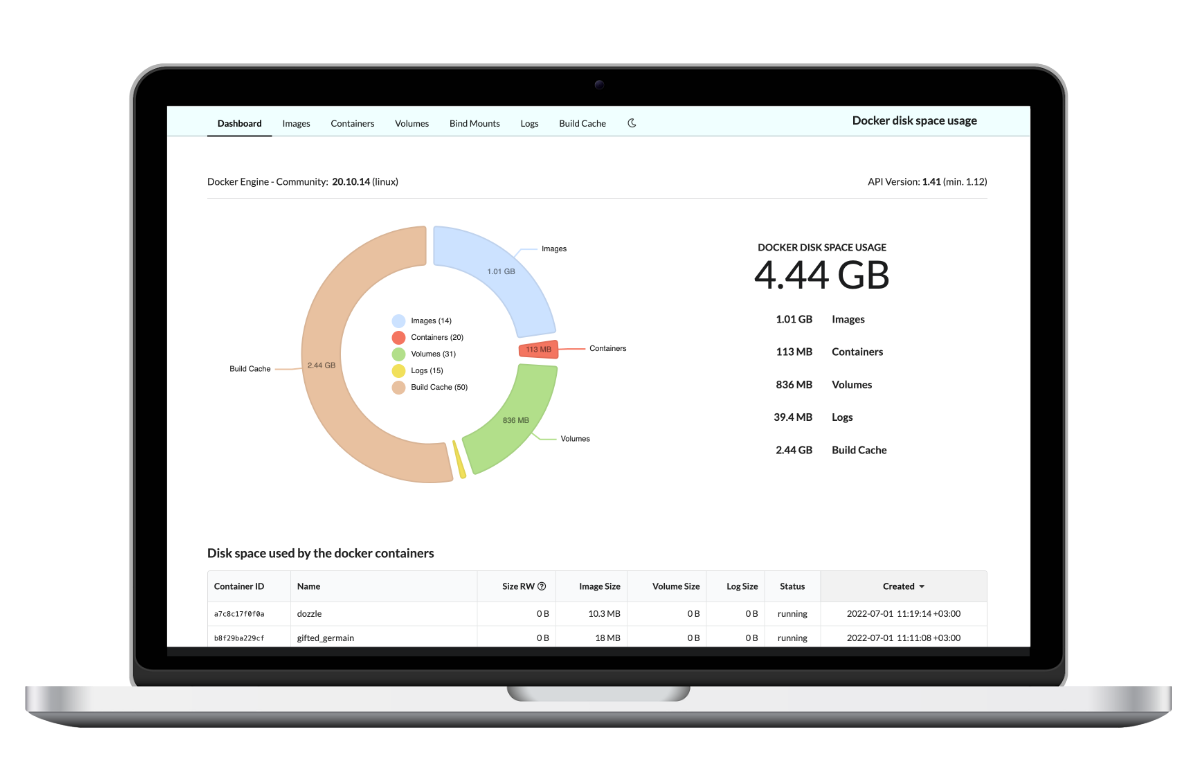 Dashboard Images Containers Volumes Bind Mounts Logs Build Cache Docker disk space usage
Docker Engine - Community: 20.10.14 (linux) API Version: 1.41 (min. 1.12)
Images
1.01 GB
Images (14)
Containers (20)
Volumes (31)
Logs (15)
Build Cache (50)
113 MB
Containers
Build Cache
2.44 GB
836 MB
Volumes
DOCKER DISK SPACE USAGE
4.44 GB
1.01 GB Images
113 MB Containers
836 MB Volumes
39.4 MB Logs
2.44 GB Build Cache
Disk space used by the docker containers
Container ID Name Size RW Image Size Volume Size Log Size Status Created
a7c8c17f0f0a dozzle 0 B 10.3 MB 0 B 0 B running 2022-07-01 11:19:14 +03:00
b8f29ba229cf gifted_germain 0 B 18 MB 0 B 0 B running 2022-07-01 11:11:08 +03:00